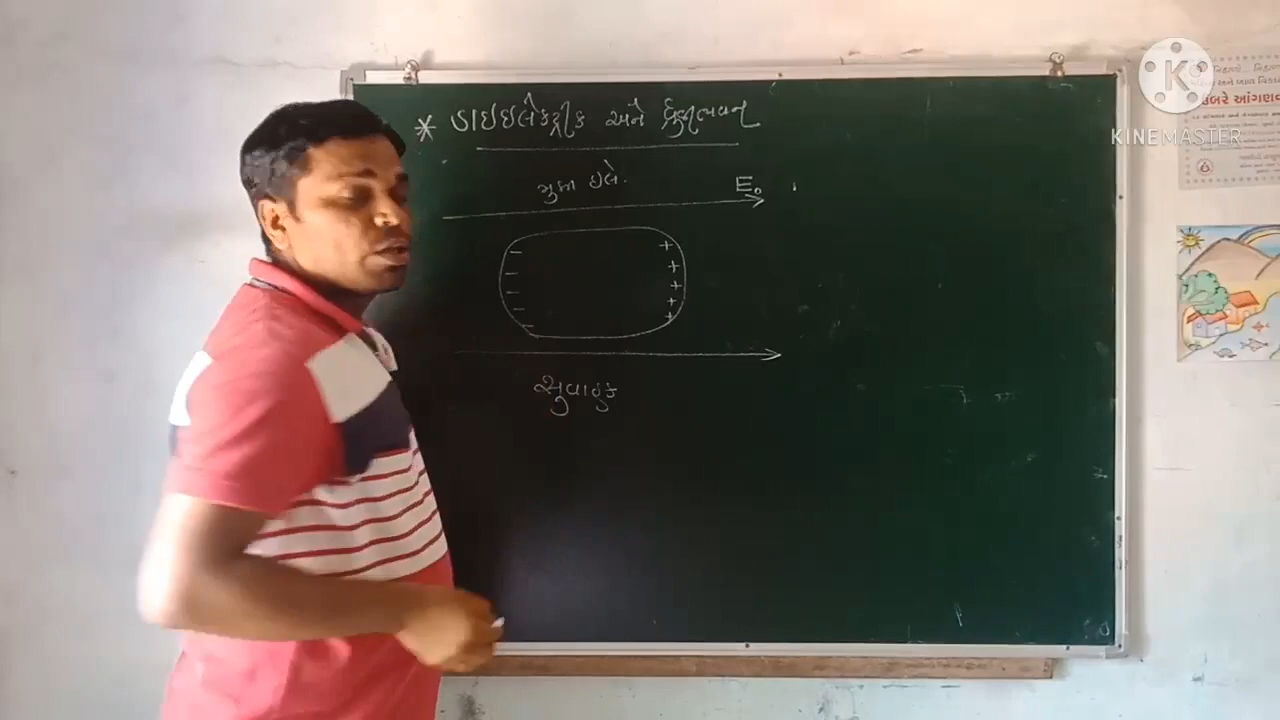 * ડાઇઇલેક્ટ્રીક અને ધ્રુવીભવન
મુક્ત ઇલે.
E₀
- +
- +
- +
- +
- +
સુવાહક
K
KINEMASTER